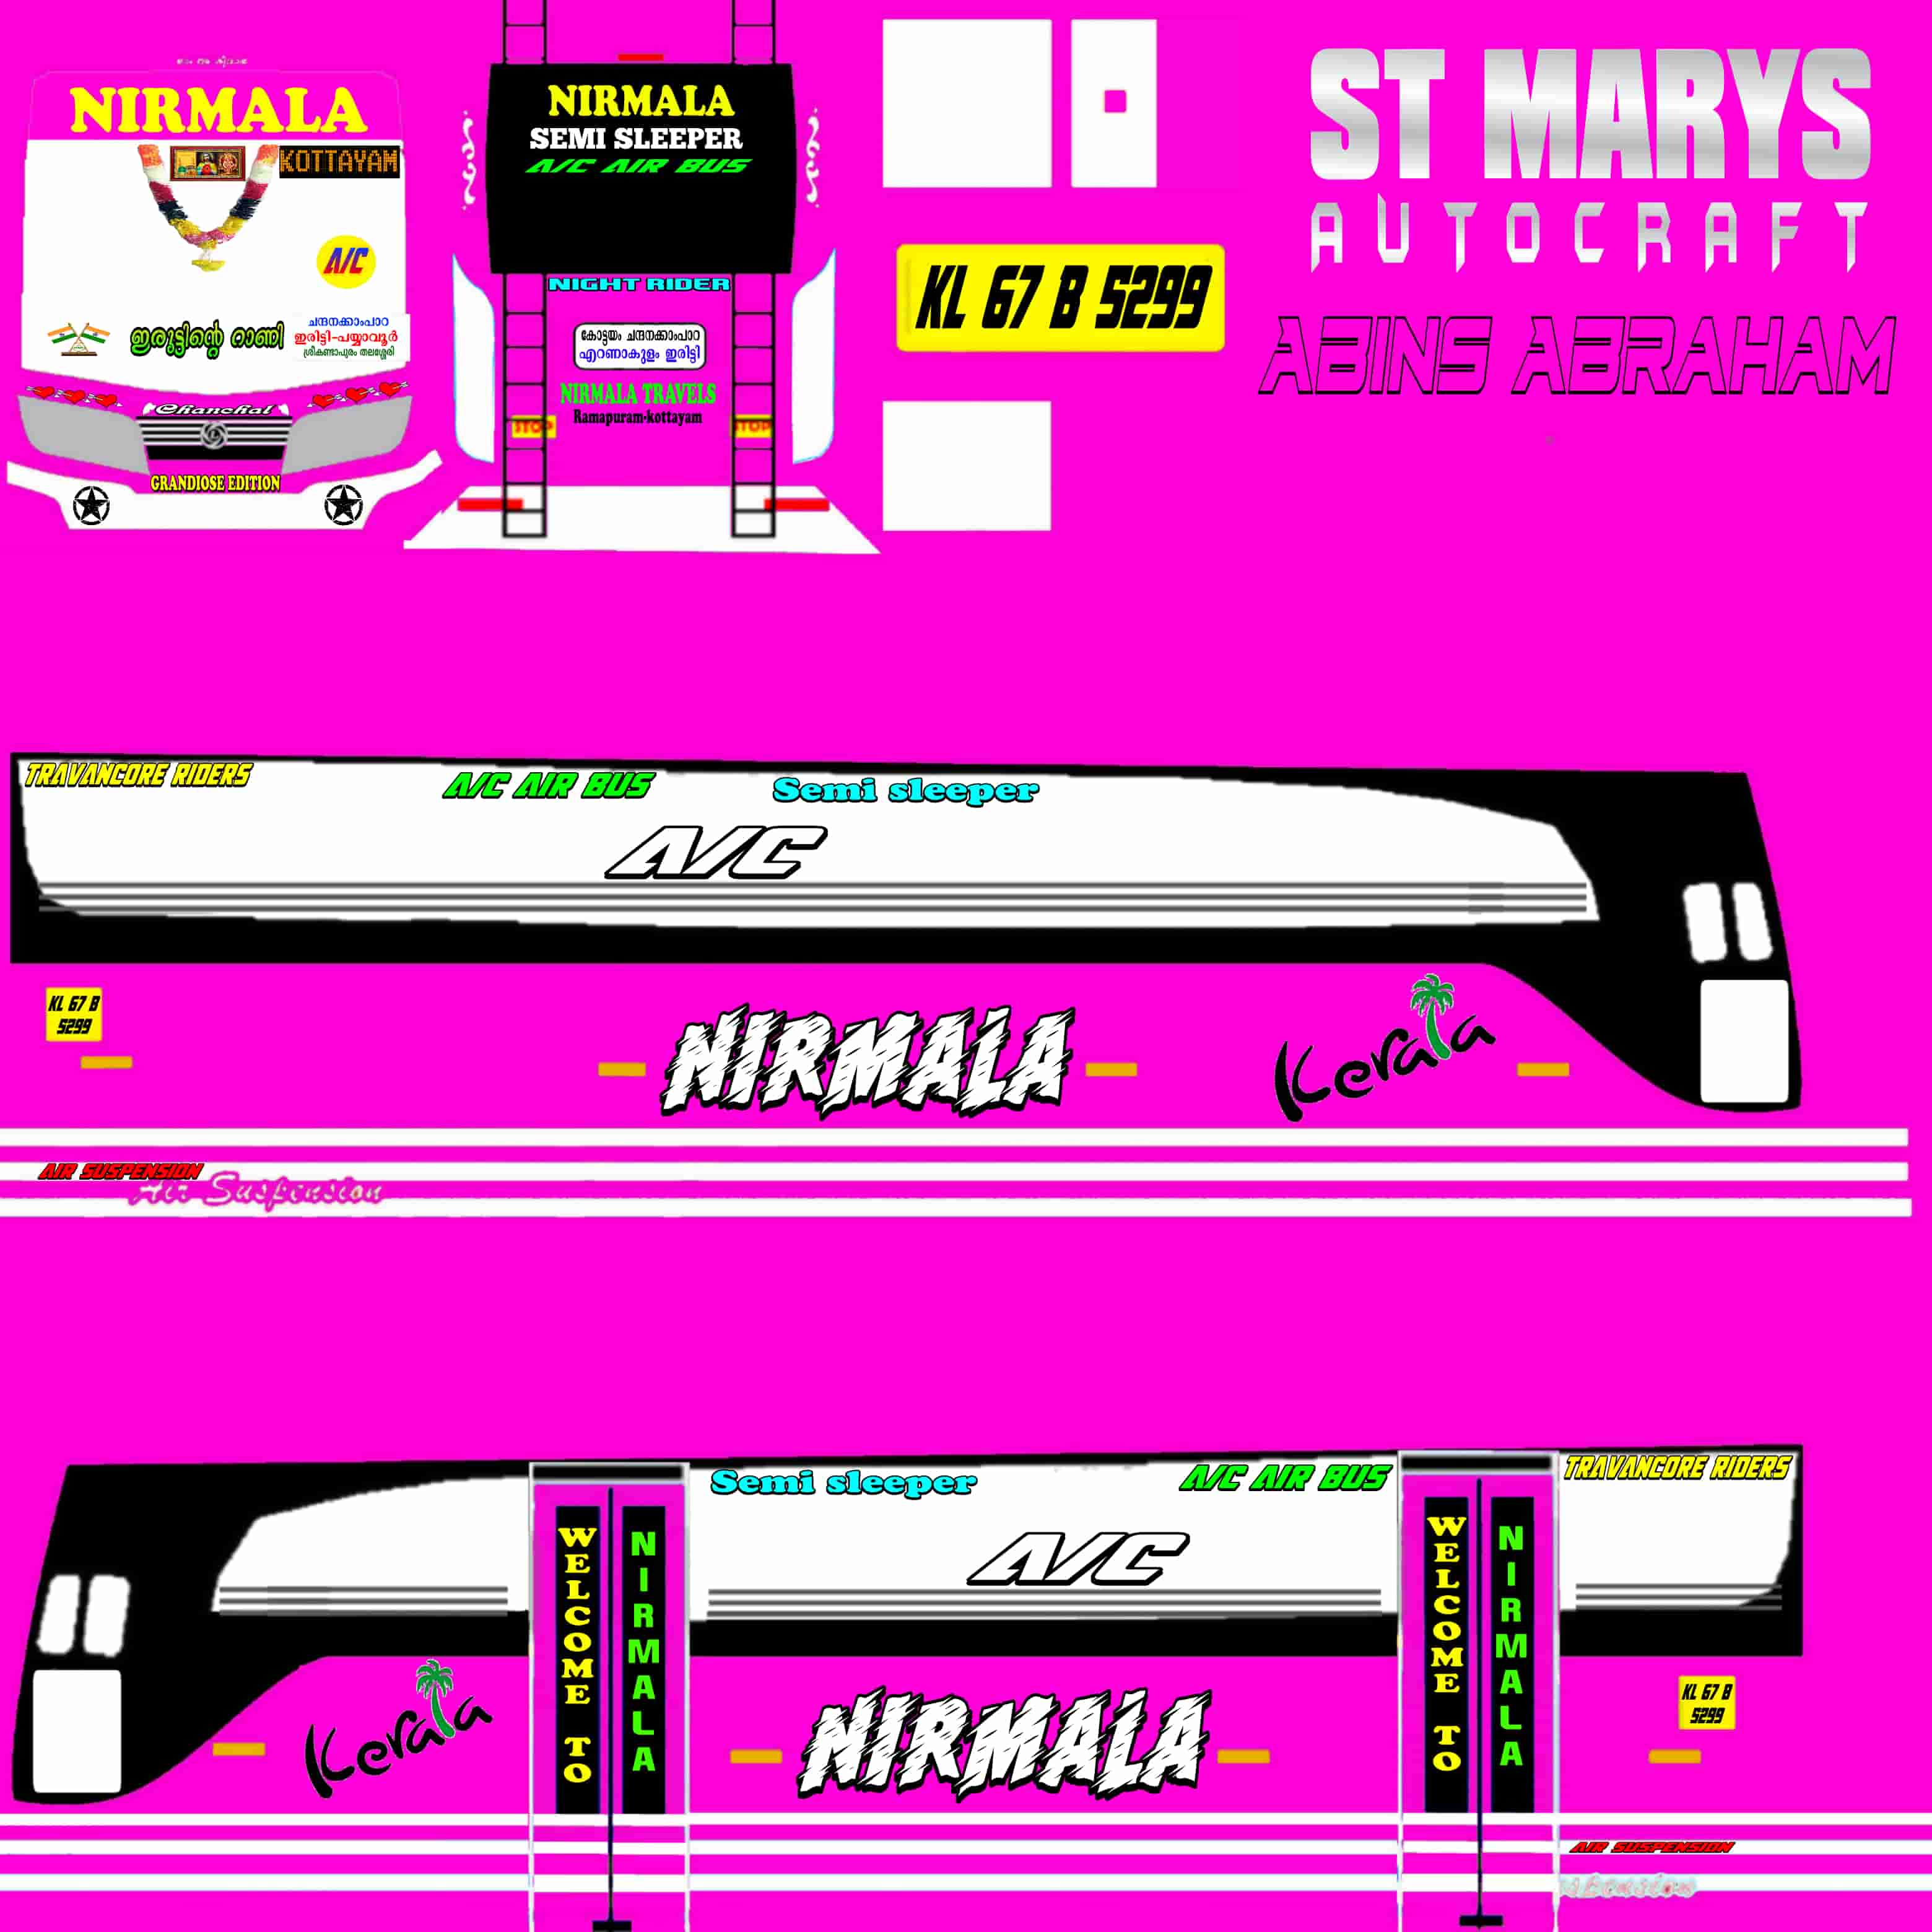 NIRMALA
KOTTAYAM
A/C
ഇരുട്ടിന്റെ റാണി
ചന്ദനക്കാംപാറ
ഇരിട്ടി-പയ്യാവൂർ
ശ്രീകണ്ടാപുരം തലശ്ശേരി
Chanchal
GRANDIOSE EDITION
NIRMALA
SEMI SLEEPER
A/C AIR BUS
NIGHT RIDER
കോട്ടയം ചന്ദനക്കാംപാറ
എറണാകുളം ഇരിട്ടി
NIRMALA TRAVELS
Ramapuram-kottayam
STOP
STOP
KL 67 B 5299
ST MARYS
AUTOCRAFT
ABINS ABRAHAM
TRAVANCORE RIDERS
A/C AIR BUS
Semi sleeper
A/C
KL 67 B
5299
NIRMALA
Kerala
AIR SUSPENSION
Air Suspension
Semi sleeper
A/C AIR BUS
TRAVANCORE RIDERS
A/C
WELCOME TO
NIRMALA
WELCOME TO
NIRMALA
Kerala
NIRMALA
KL 67 B
5299
AIR SUSPENSION